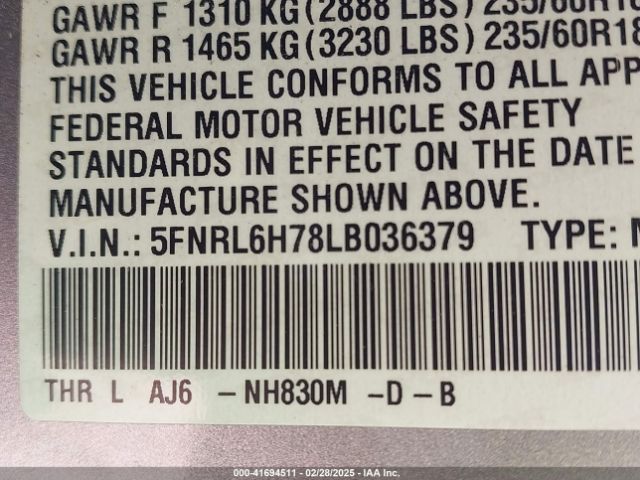 GAWR F 1310 KG (2888 LBS) 235/60R18
GAWR R 1465 KG (3230 LBS) 235/60R18
THIS VEHICLE CONFORMS TO ALL APP
FEDERAL MOTOR VEHICLE SAFETY
STANDARDS IN EFFECT ON THE DATE
MANUFACTURE SHOWN ABOVE.
V.I.N.: 5FNRL6H78LB036379 TYPE:
THR L AJ6 -NH830M -D-B
000-41694511 - 02/28/2025 - IAA Inc.